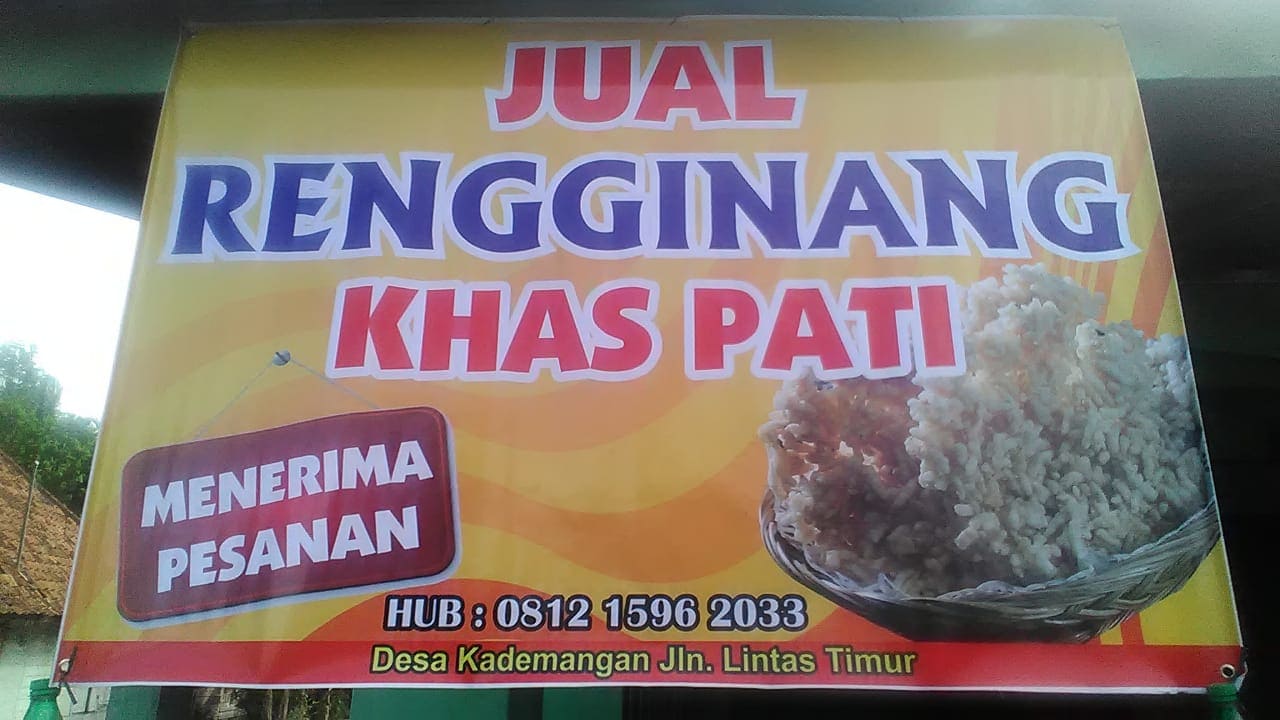 JUAL
RENGGINANG
KHAS PATI
MENERIMA
PESANAN
HUB : 0812 1596 2033
Desa Kademangan Jln. Lintas Timur